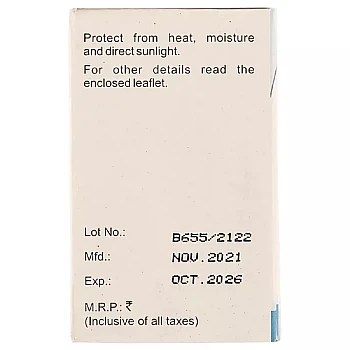 Protect from heat, moisture
and direct sunlight.
For other details read the
enclosed leaflet.
Lot No.: B655/2122
Mfd.: NOV.2021
Exp.: OCT.2026
M.R.P.: ₹
(Inclusive of all taxes)